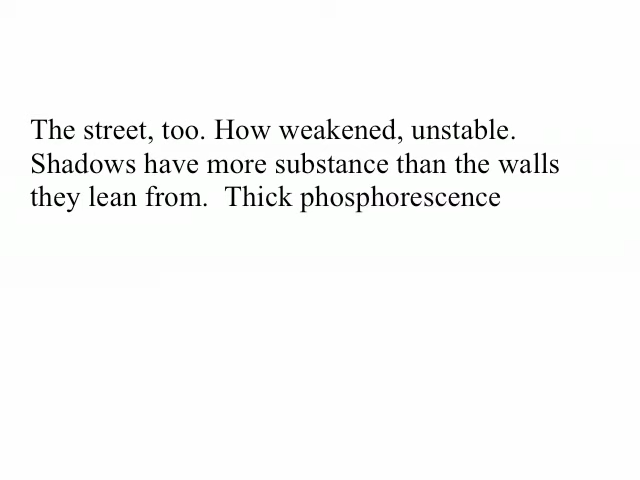 The street, too. How weakened, unstable.
Shadows have more substance than the walls
they lean from.  Thick phosphorescence